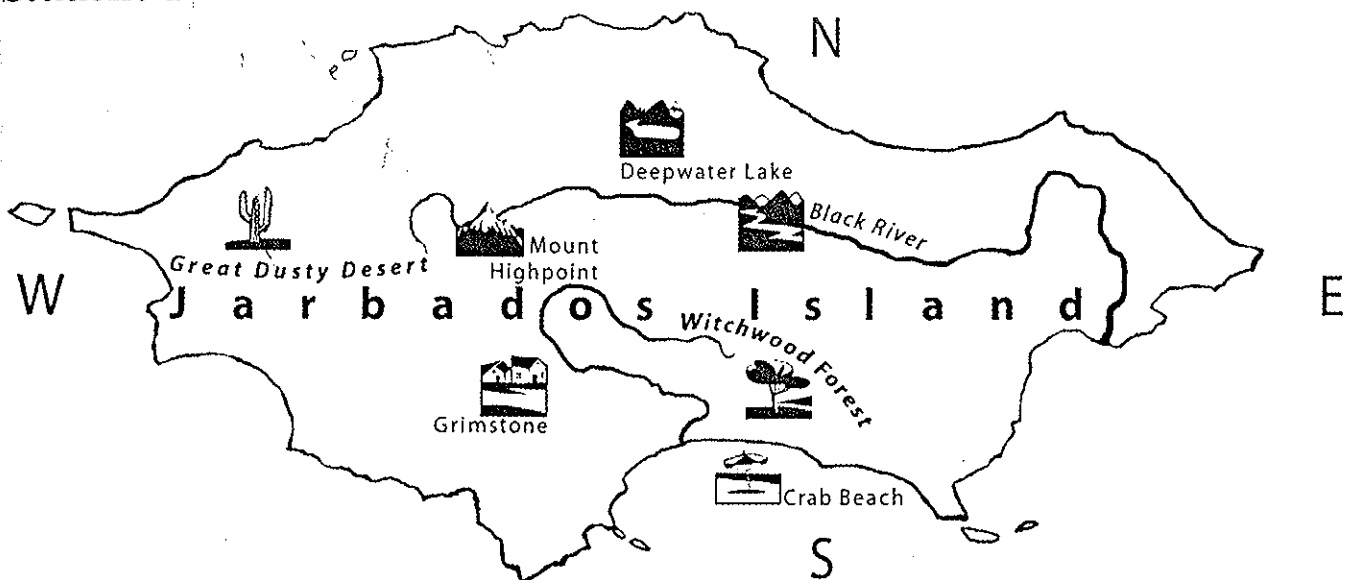 N
Deepwater Lake
Black River
Mount
Highpoint
Great Dusty Desert
W
Jarbados Island
E
Witchwood Forest
Grimstone
Crab Beach
S